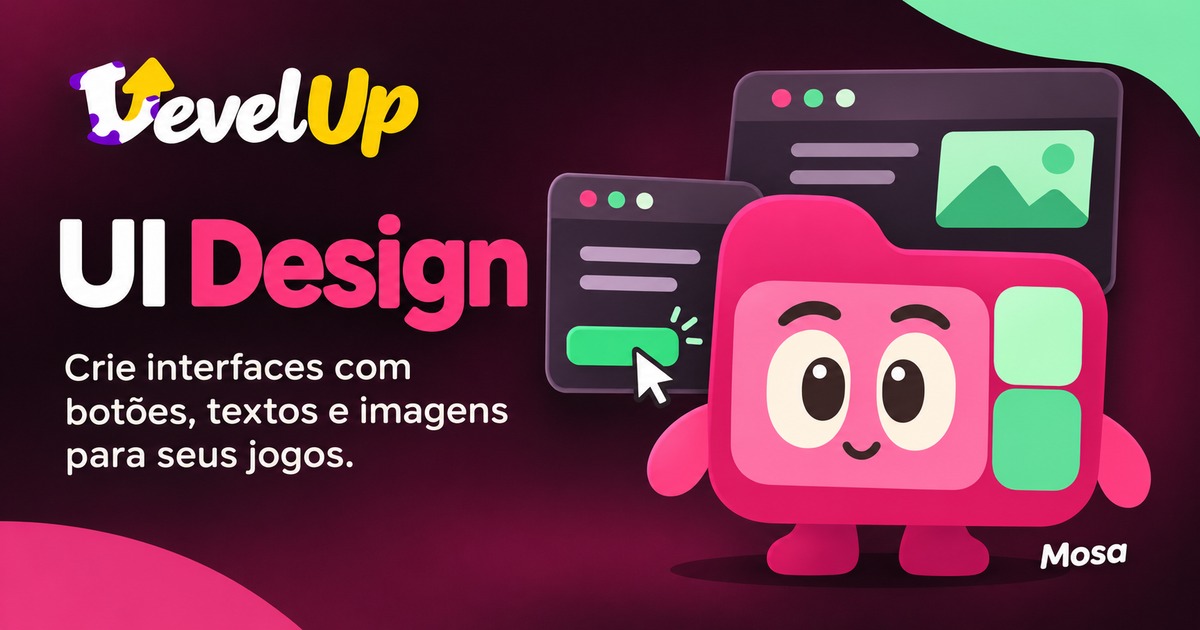 LevelUp
UI Design
Crie interfaces com
botões, textos e imagens
para seus jogos.
Mosa